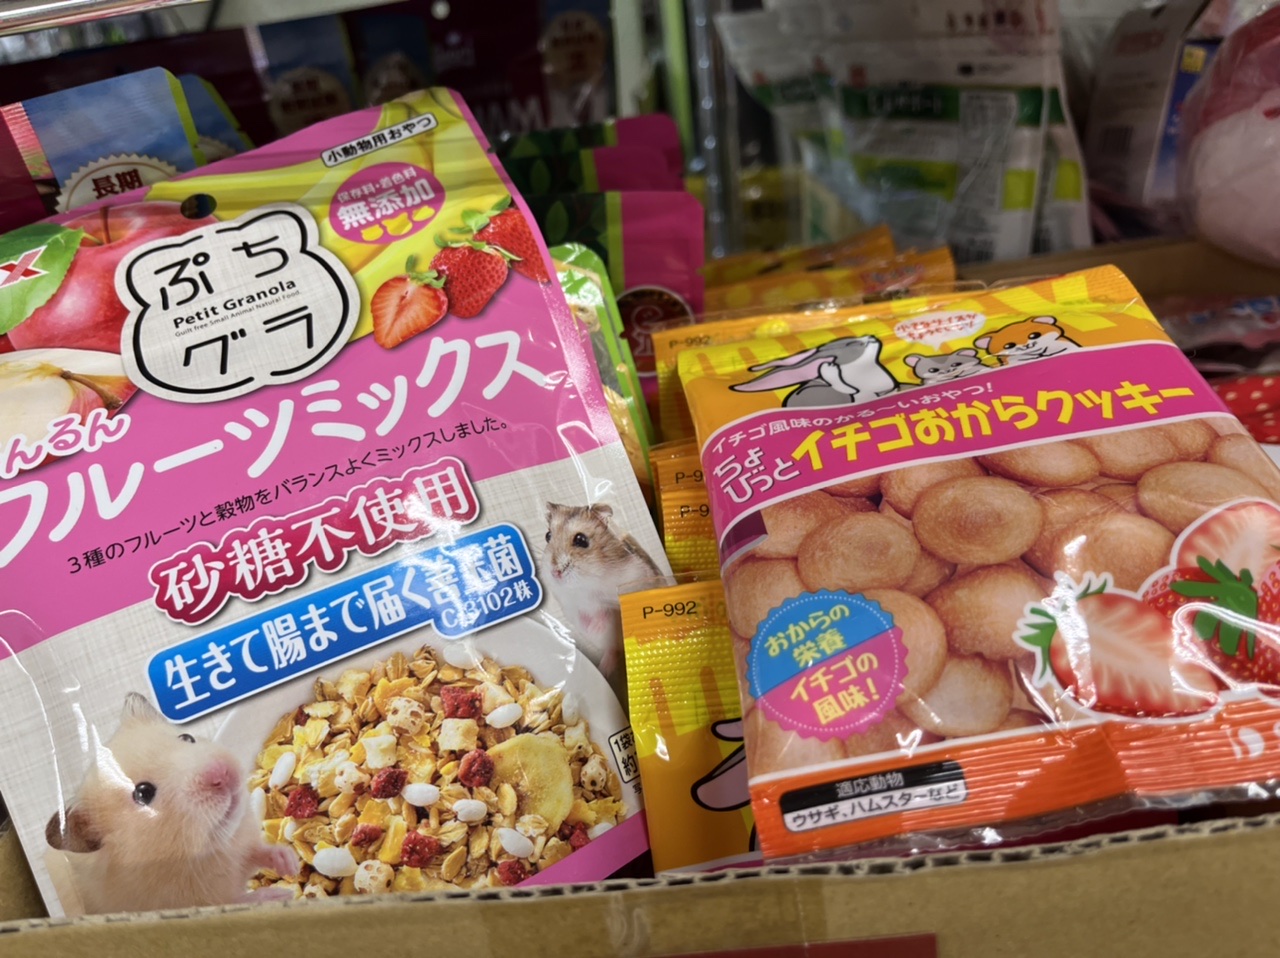 長期
小動物用おやつ
保存料・着色料
無添加
X
ぷち
Petit Granola
Guilt free Small Animal Natural Food.
グラ
んるん
フルーツミックス
3種のフルーツと穀物をバランスよくミックスしました。
砂糖不使用
生きて腸まで届く善玉菌
1袋
約
P-992
P-9
P-9
P-992
イチゴ風味のかる〜いおやつ!
ちょびっと
イチゴおからクッキー
おからの
栄養
イチゴの
風味!
適応動物
ウサギ、ハムスターなど